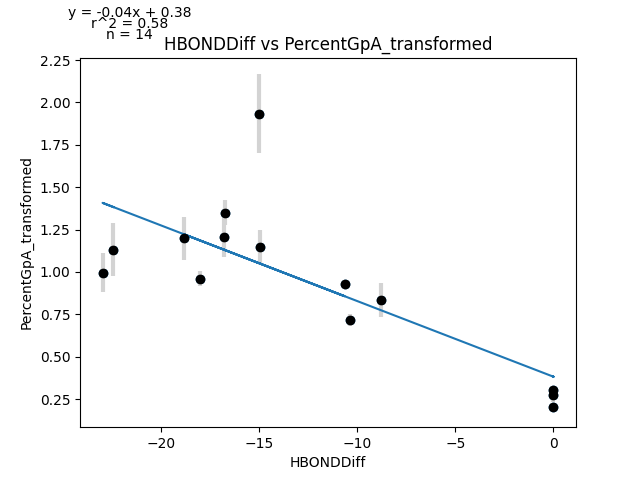 y = -0.04x + 0.38
r^2 = 0.58
n = 14
HBONDDiff vs PercentGpA_transformed
2.25
2.00
1.75
1.50
1.25
1.00
0.75
0.50
0.25
PercentGpA_transformed
−20
−15
−10
−5
0
HBONDDiff